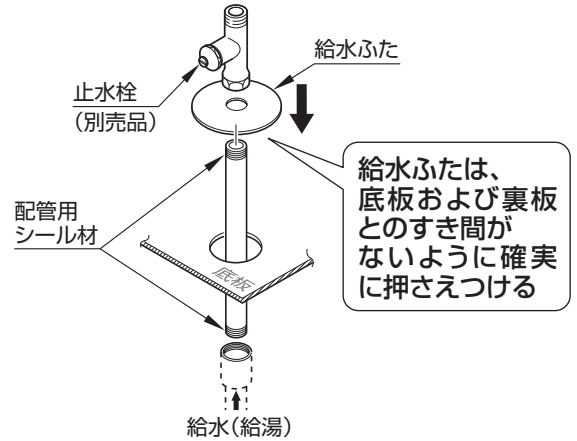 給水ふた
止水栓
（別売品）
給水ふたは、
底板および裏板
とのすき間が
ないように確実
に押さえつける
配管用
シール材
底板
給水（給湯）